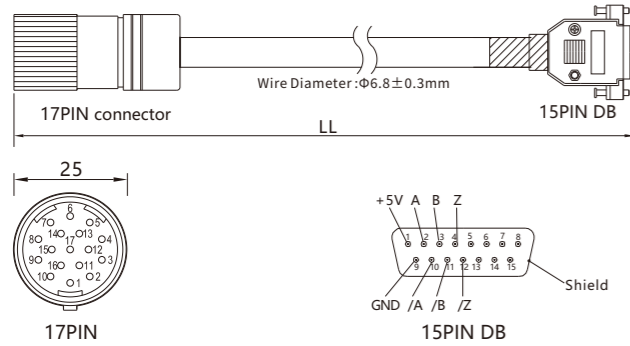 Wire Diameter:Φ6.8±0.3mm
17PIN connector
15PIN DB
LL
25
6
7 5
14 13
8 17 4
15 12
9 3
16 11
10 2
1
17PIN
+5V A B Z
1 2 3 4 5 6 7 8
9 10 11 12 13 14 15
Shield
GND /A /B /Z
15PIN DB